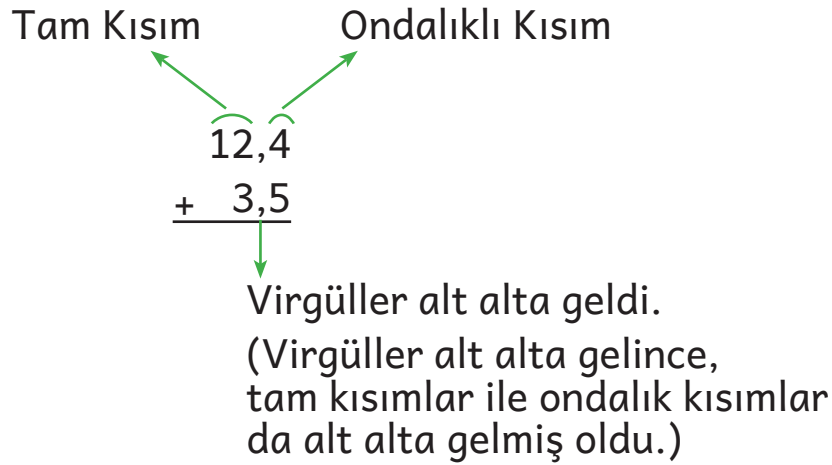 Tam Kısım Ondalıklı Kısım
12,4
+ 3,5
Virgüller alt alta geldi.
(Virgüller alt alta gelince,
tam kısımlar ile ondalık kısımlar
da alt alta gelmiş oldu.)